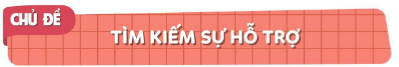 CHỦ ĐỀ
TÌM KIẾM SỰ HỖ TRỢ